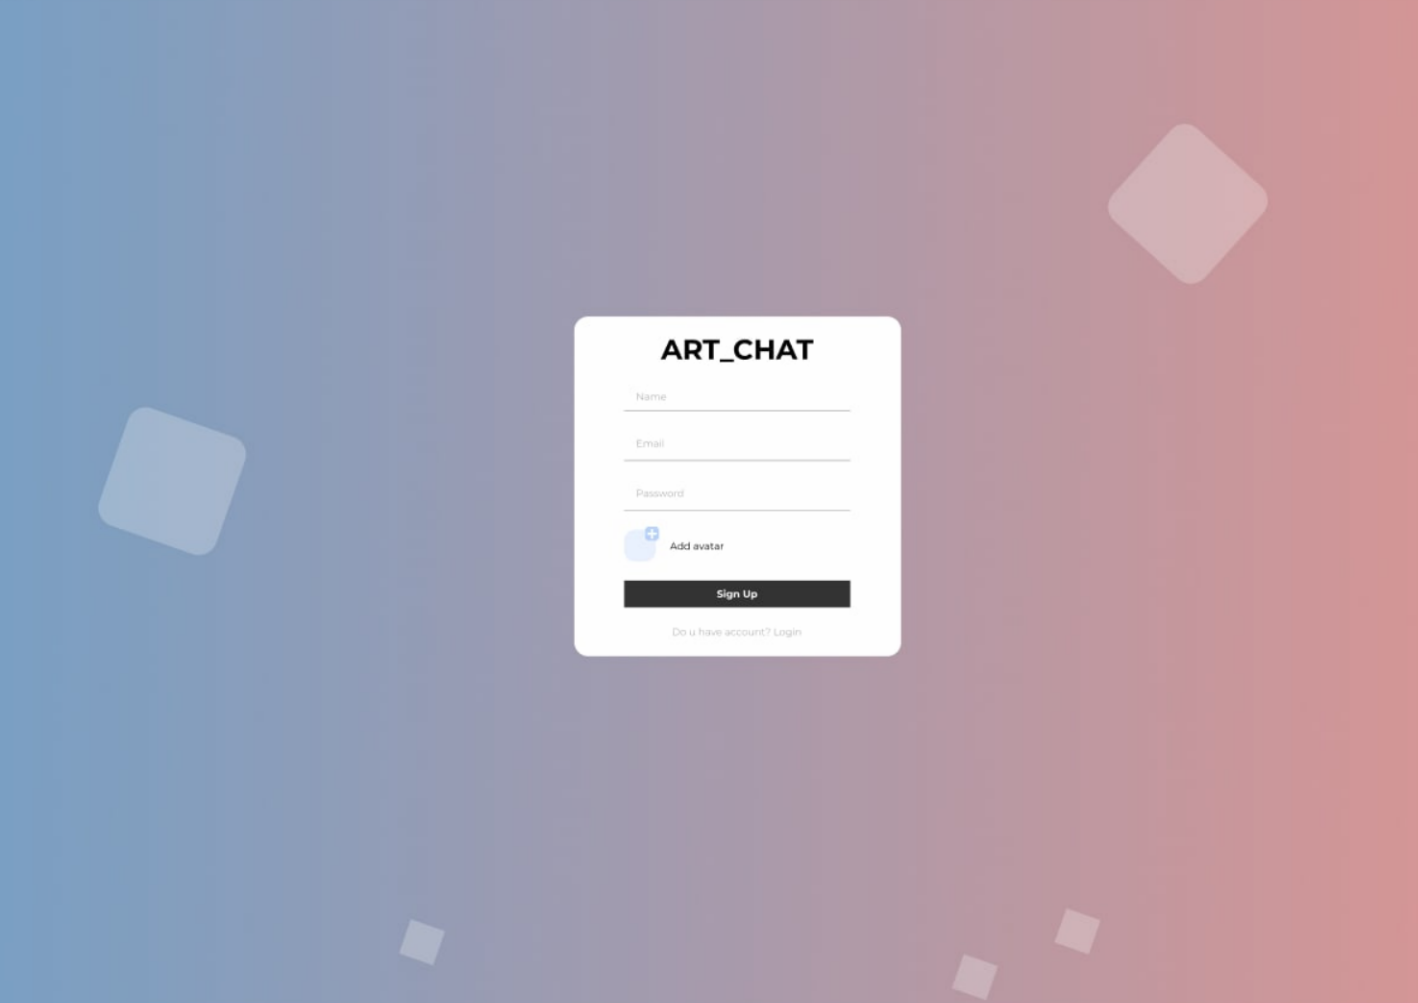 ART_CHAT
Name
Email
Password
Add avatar
Sign Up
Do u have account? Login